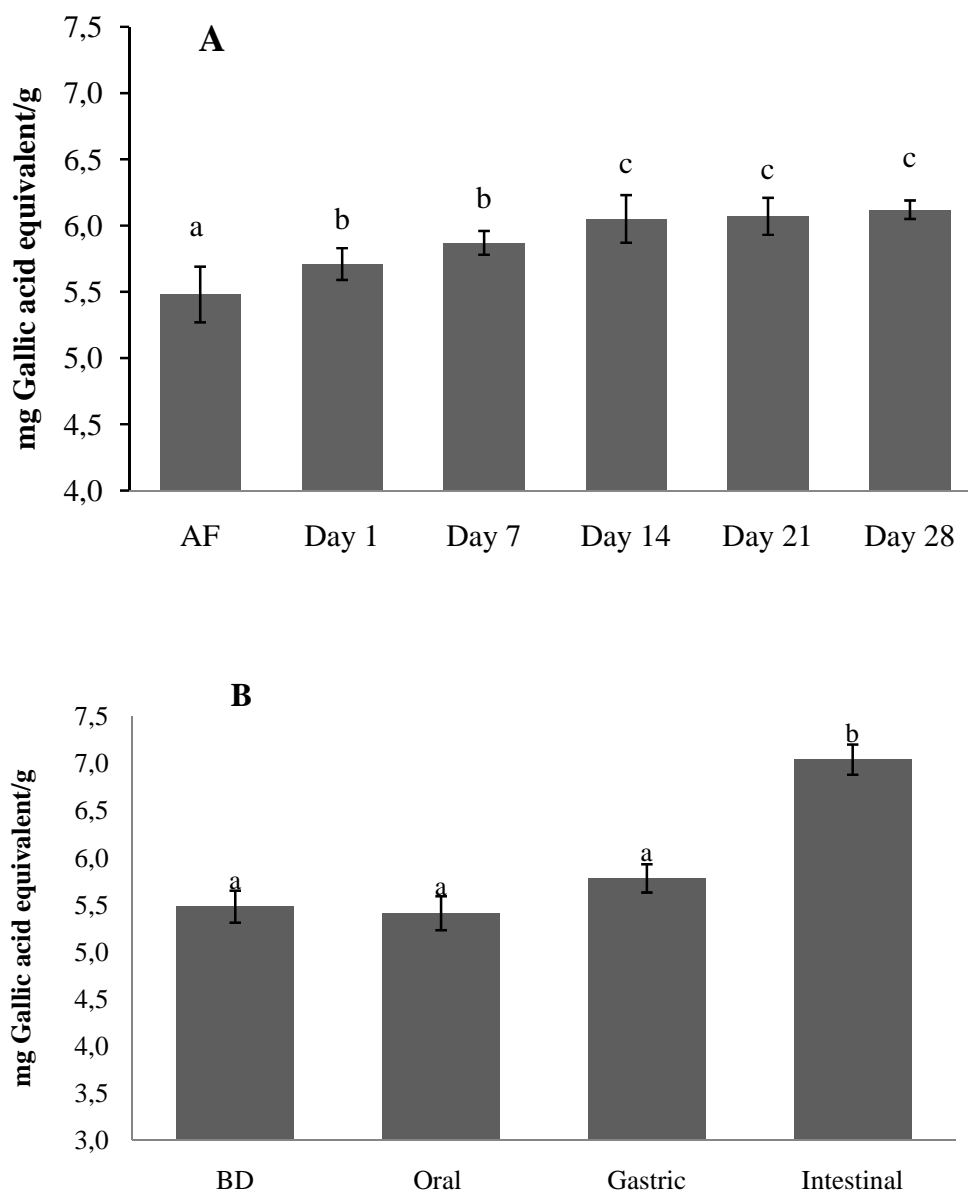 A
mg Gallic acid equivalent/g
7,5
7,0
6,5
6,0
5,5
5,0
4,5
4,0
a
b
b
c
c
c
AF Day 1 Day 7 Day 14 Day 21 Day 28
B
mg Gallic acid equivalent/g
7,5
7,0
6,5
6,0
5,5
5,0
4,5
4,0
3,5
3,0
a
a
a
b
BD Oral Gastric Intestinal